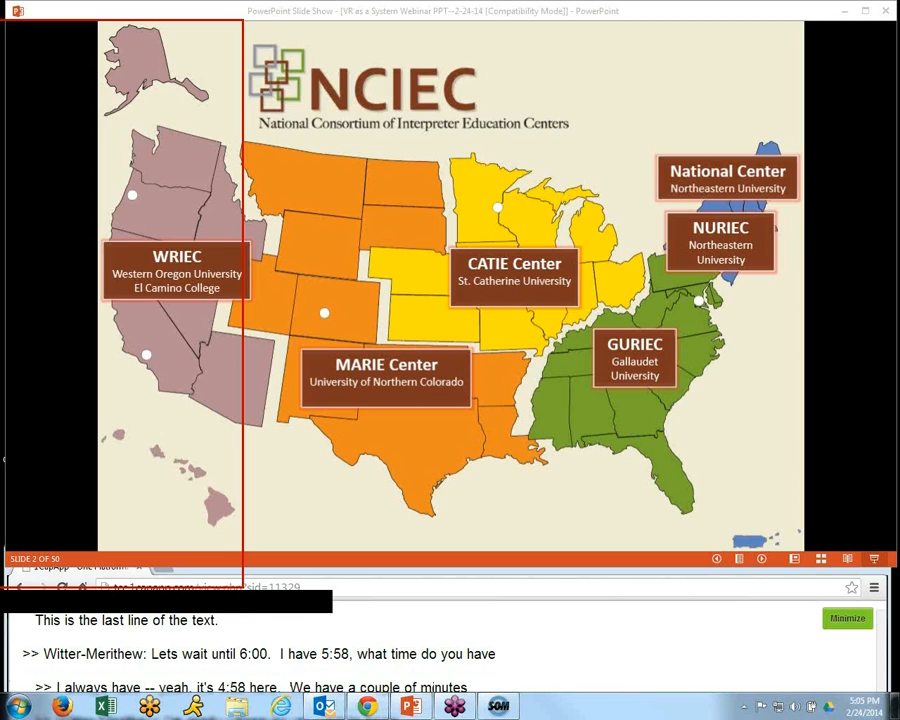 PowerPoint Slide Show - [VR as a System Webinar PPT--2-24-14 [Compatibility Mode]] - PowerPoint
NCIEC
National Consortium of Interpreter Education Centers
National Center
Northeastern University
NURIEC
Northeastern
University
WRIEC
Western Oregon University
El Camino College
CATIE Center
St. Catherine University
GURIEC
Gallaudet
University
MARIE Center
University of Northern Colorado
SLIDE 2 OF 50
This is the last line of the text.
Minimize
>> Witter-Merithew: Lets wait until 6:00.  I have 5:58, what time do you have
>> I always have -- yeah, it's 4:58 here.  We have a couple of minutes
SOM
5:05 PM
2/24/2014